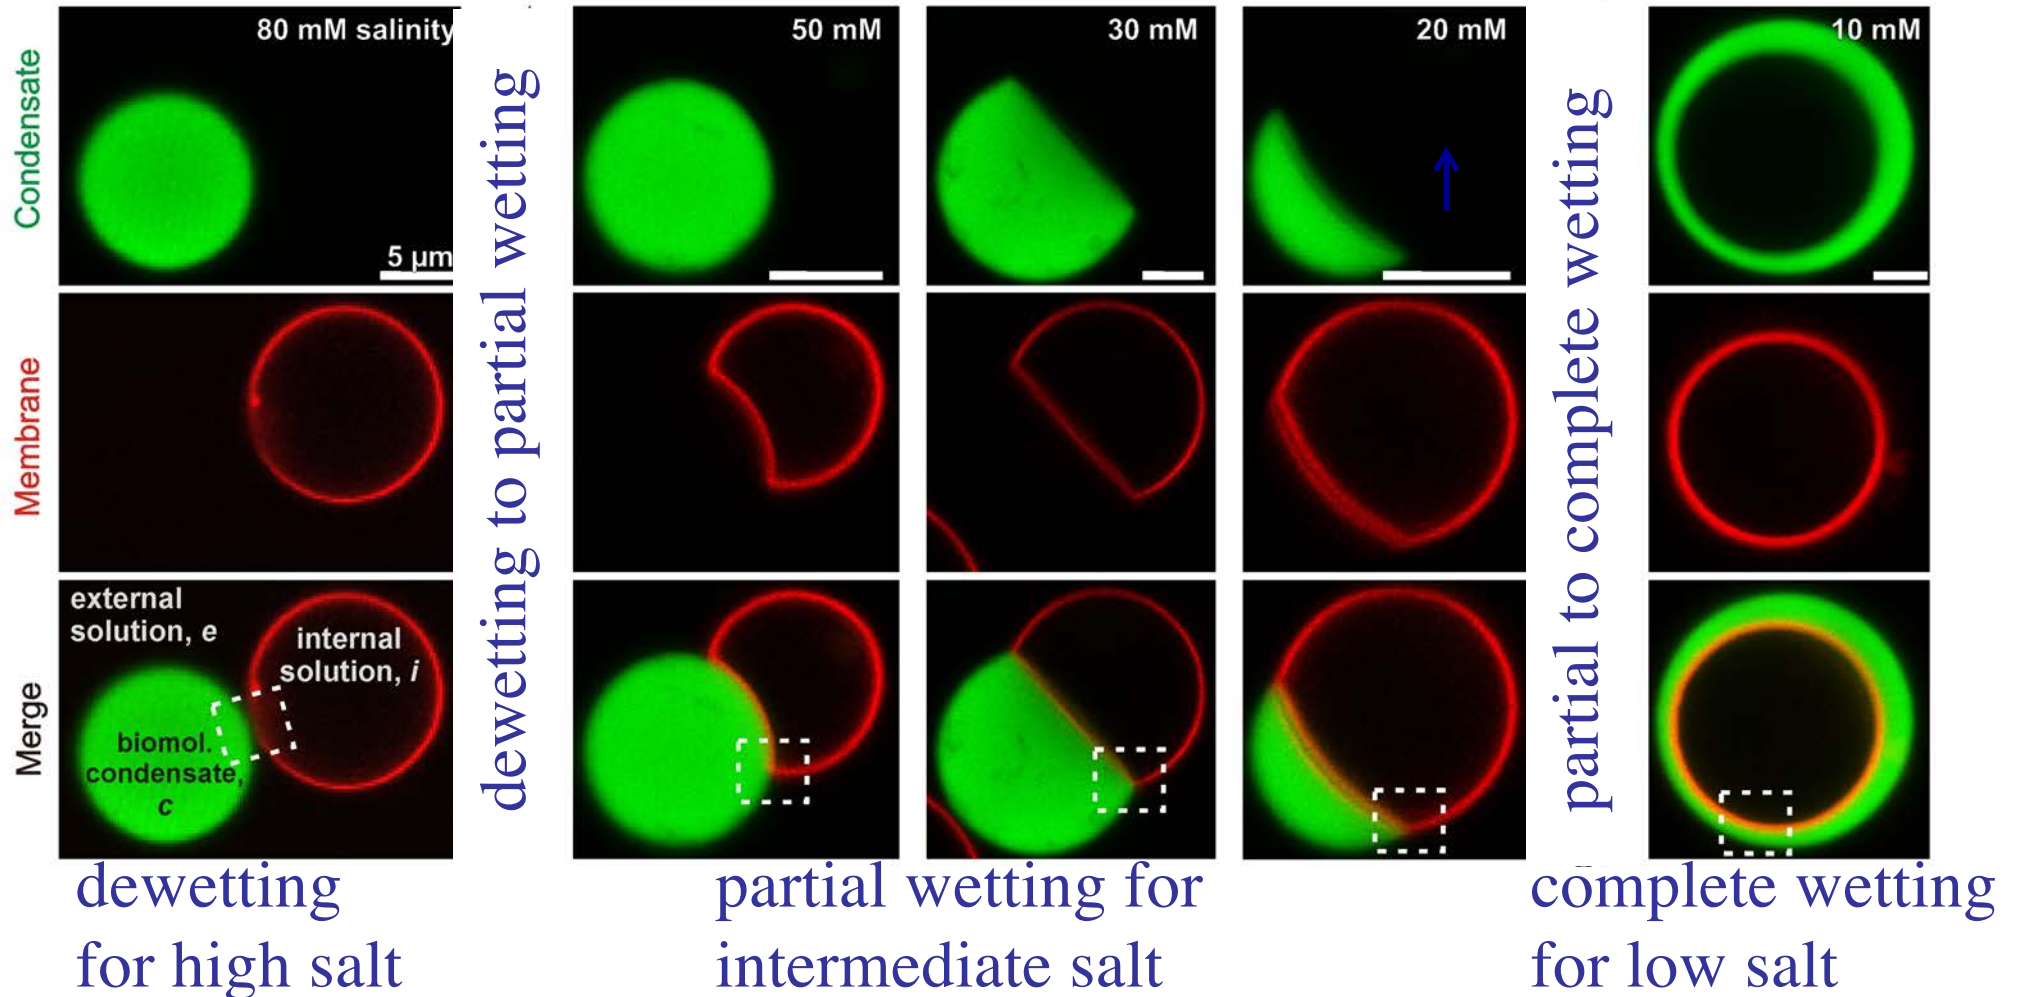 80 mM salinity
50 mM
30 mM
20 mM
10 mM
Condensate
5 µm
Membrane
Merge
external
solution, e
internal
solution, i
biomol.
condensate,
c
dewetting to partial wetting
partial to complete wetting
dewetting
for high salt
partial wetting for
intermediate salt
complete wetting
for low salt